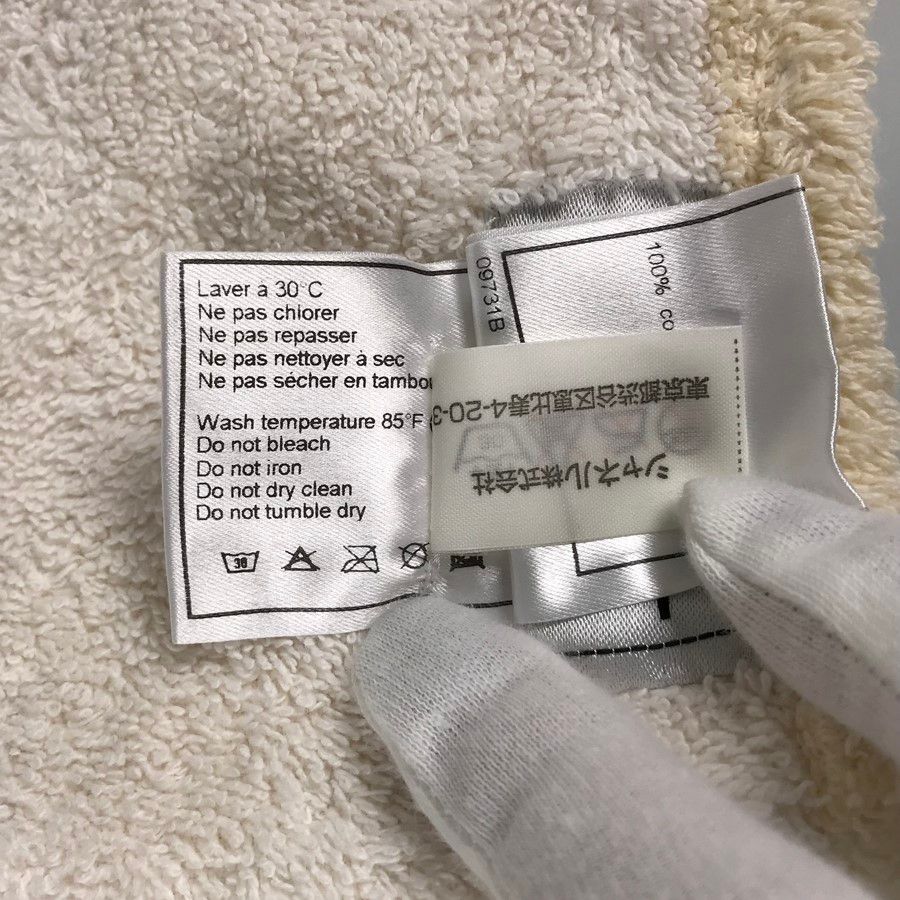 Laver a 30°C
Ne pas chlorer
Ne pas repasser
Ne pas nettoyer à sec
Ne pas sécher en tambou
Wash temperature 85°F
Do not bleach
Do not iron
Do not dry clean
Do not tumble dry
30
09731B
100% co
シャネル株式会社
東京都渋谷区恵比寿4-20-3